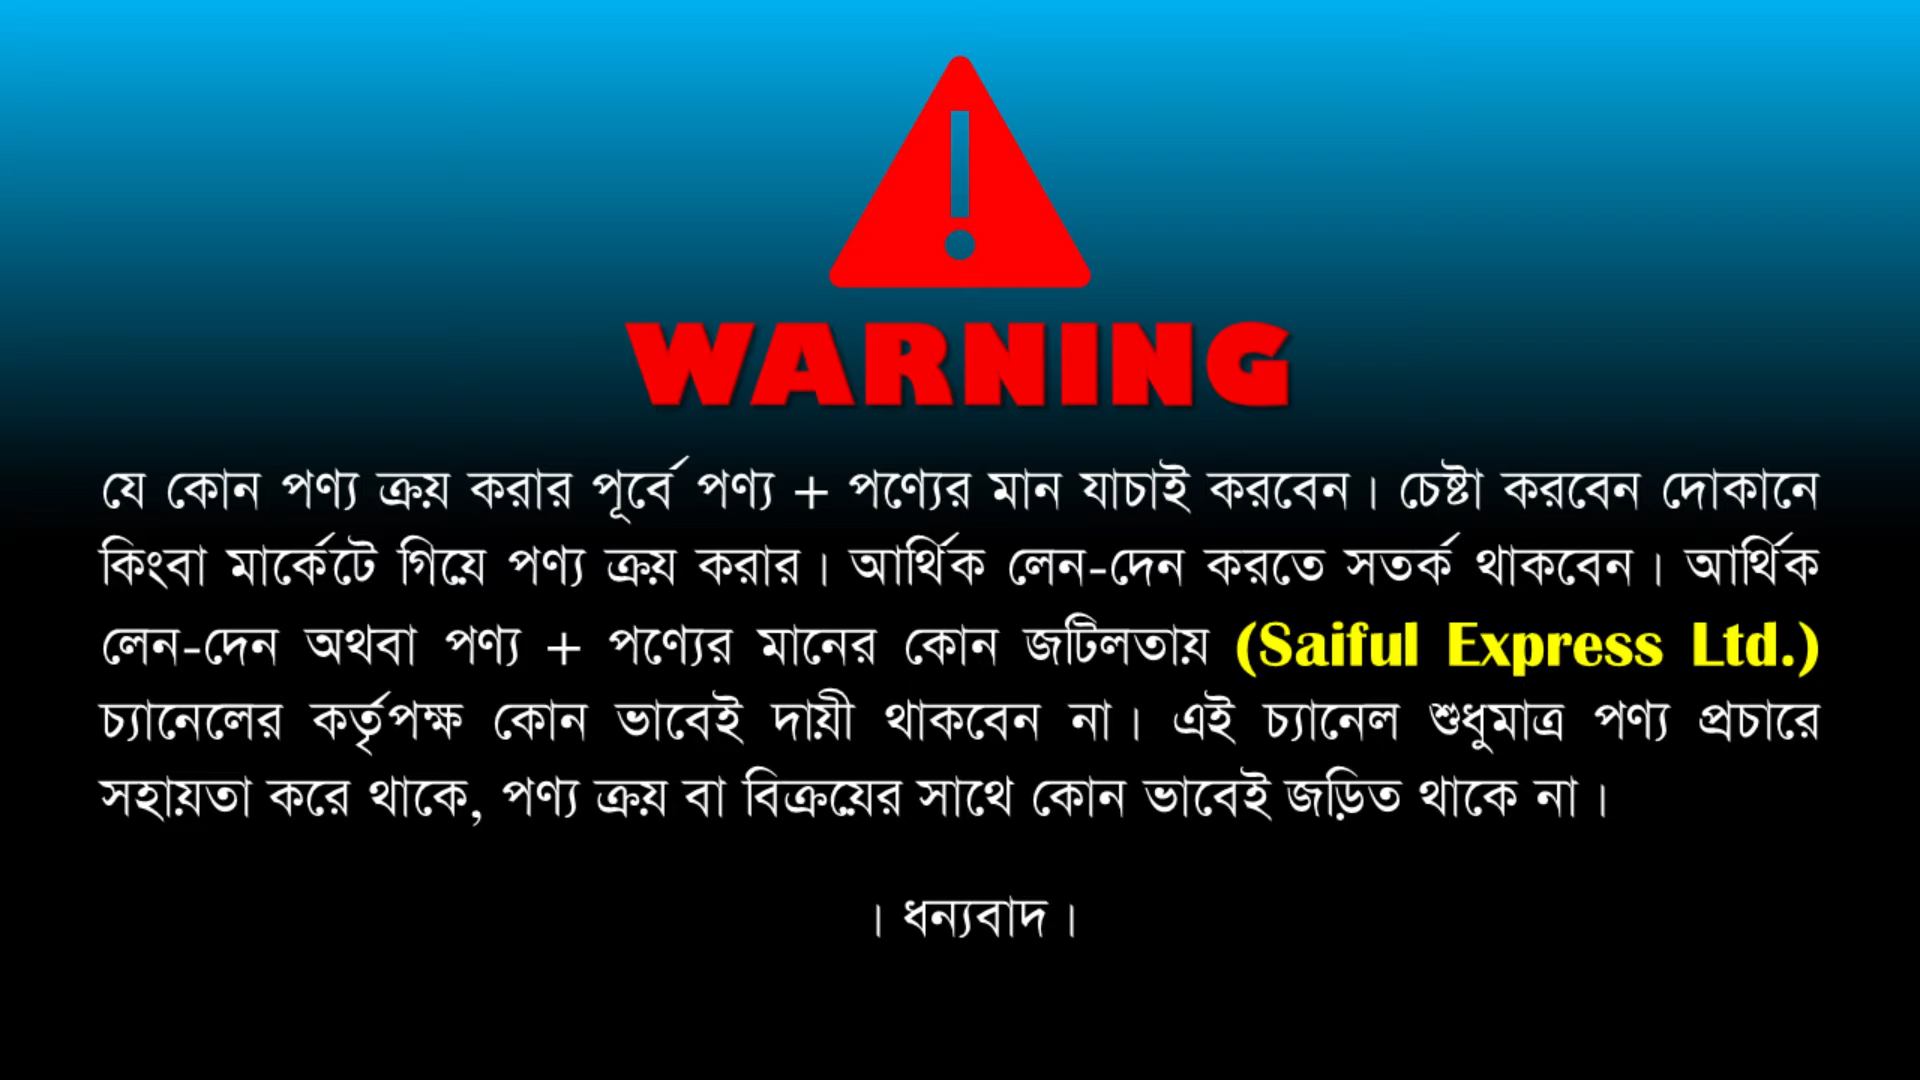 WARNING
যে কোন পণ্য ক্রয় করার পূর্বে পণ্য + পণ্যের মান যাচাই করবেন। চেষ্টা করবেন দোকানে
কিংবা মার্কেটে গিয়ে পণ্য ক্রয় করার। আর্থিক লেন-দেন করতে সতর্ক থাকবেন। আর্থিক
লেন-দেন অথবা পণ্য + পণ্যের মানের কোন জটিলতায় (Saiful Express Ltd.)
চ্যানেলের কর্তৃপক্ষ কোন ভাবেই দায়ী থাকবেন না। এই চ্যানেল শুধুমাত্র পণ্য প্রচারে
সহায়তা করে থাকে, পণ্য ক্রয় বা বিক্রয়ের সাথে কোন ভাবেই জড়িত থাকে না।
। ধন্যবাদ ।